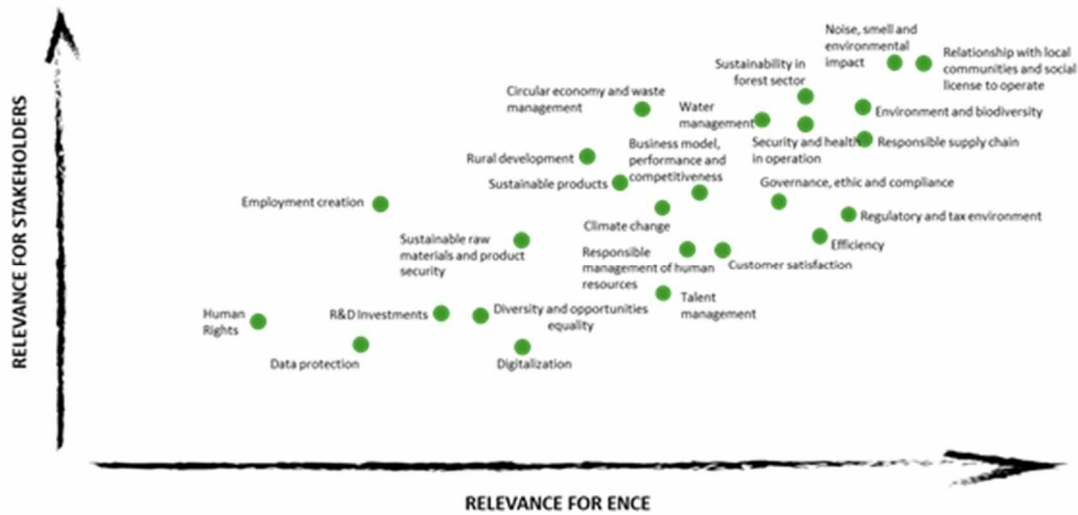 RELEVANCE FOR STAKEHOLDERS
Noise, smell and
environmental
impact
Relationship with local
communities and social
license to operate
Sustainability in
forest sector
Circular economy and waste
management
Water
management
Environment and biodiversity
Security and health
in operation
Responsible supply chain
Business model,
performance and
competitiveness
Rural development
Sustainable products
Governance, ethic and compliance
Employment creation
Climate change
Regulatory and tax environment
Sustainable raw
materials and product
security
Efficiency
Responsible
management of human
resources
Customer satisfaction
Talent
management
Human
Rights
R&D Investments
Diversity and opportunities
equality
Data protection
Digitalization
RELEVANCE FOR ENCE